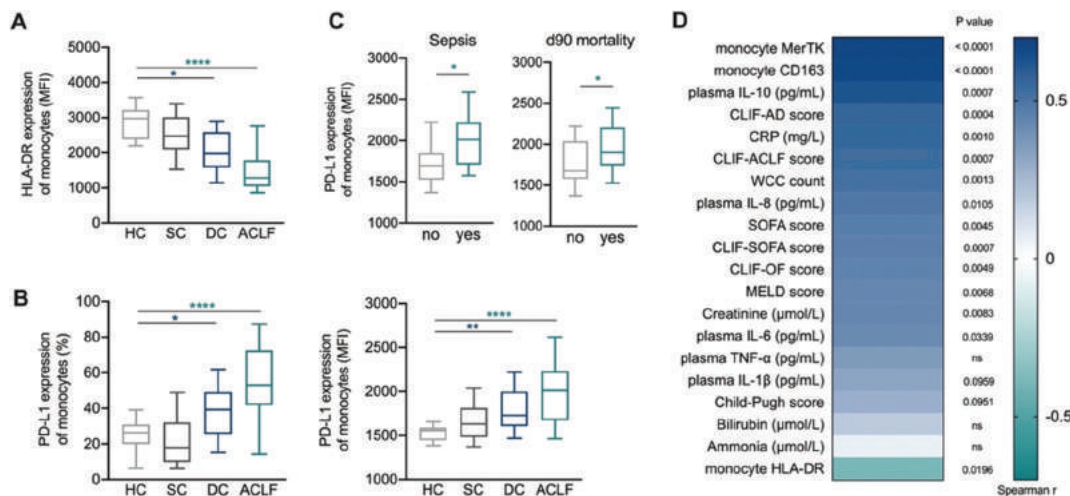 A
HLA-DR expression
of monocytes (MFI)
5000
4000
3000
2000
1000
0
****
*
HC SC DC ACLF
B
PD-L1 expression
of monocytes (%)
100
80
60
40
20
0
****
*
HC SC DC ACLF
PD-L1 expression
of monocytes (MFI)
3000
2500
2000
1500
1000
****
**
HC SC DC ACLF
C
Sepsis
PD-L1 expression
of monocytes (MFI)
3000
2500
2000
1500
1000
*
no yes
d90 mortality
3000
2500
2000
1500
1000
*
no yes
D
P value
monocyte MerTK < 0.0001
monocyte CD163 < 0.0001
plasma IL-10 (pg/mL) 0.0007
CLIF-AD score 0.0004
CRP (mg/L) 0.0010
CLIF-ACLF score 0.0007
WCC count 0.0013
plasma IL-8 (pg/mL) 0.0105
SOFA score 0.0045
CLIF-SOFA score 0.0007
CLIF-OF score 0.0049
MELD score 0.0068
Creatinine (μmol/L) 0.0083
plasma IL-6 (pg/mL) 0.0339
plasma TNF-α (pg/mL) ns
plasma IL-1β (pg/mL) 0.0959
Child-Pugh score 0.0951
Bilirubin (μmol/L) ns
Ammonia (μmol/L) ns
monocyte HLA-DR 0.0196
0.5
0
-0.5
Spearman r